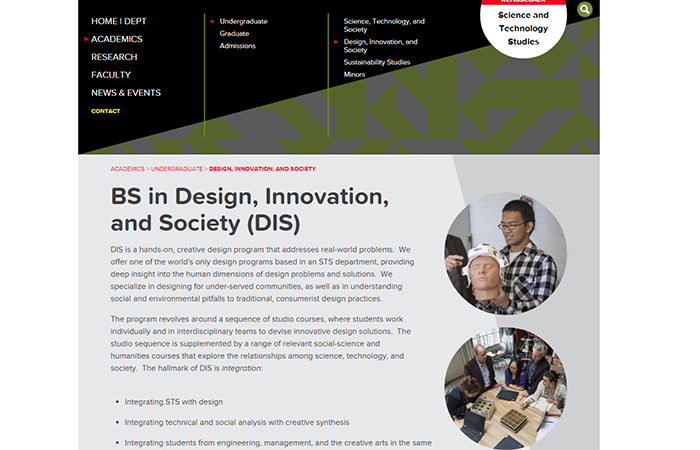 HOME | DEPT
ACADEMICS
RESEARCH
FACULTY
NEWS & EVENTS
CONTACT
Undergraduate
Graduate
Admissions
Science, Technology, and
Society
Design, Innovation, and
Society
Sustainability Studies
Minors
Science and
Technology
Studies
ACADEMICS > UNDERGRADUATE > DESIGN, INNOVATION, AND SOCIETY
BS in Design, Innovation,
and Society (DIS)
DIS is a hands-on, creative design program that addresses real-world problems. We
offer one of the world's only design programs based in an STS department, providing
deep insight into the human dimensions of design problems and solutions. We
specialize in designing for under-served communities, as well as in understanding
social and environmental pitfalls to traditional, consumerist design practices.
The program revolves around a sequence of studio courses, where students work
individually and in interdisciplinary teams to devise innovative design solutions. The
studio sequence is supplemented by a range of relevant social-science and
humanities courses that explore the relationships among science, technology, and
society. The hallmark of DIS is integration:
• Integrating STS with design
• Integrating technical and social analysis with creative synthesis
• Integrating students from engineering, management, and the creative arts in the same